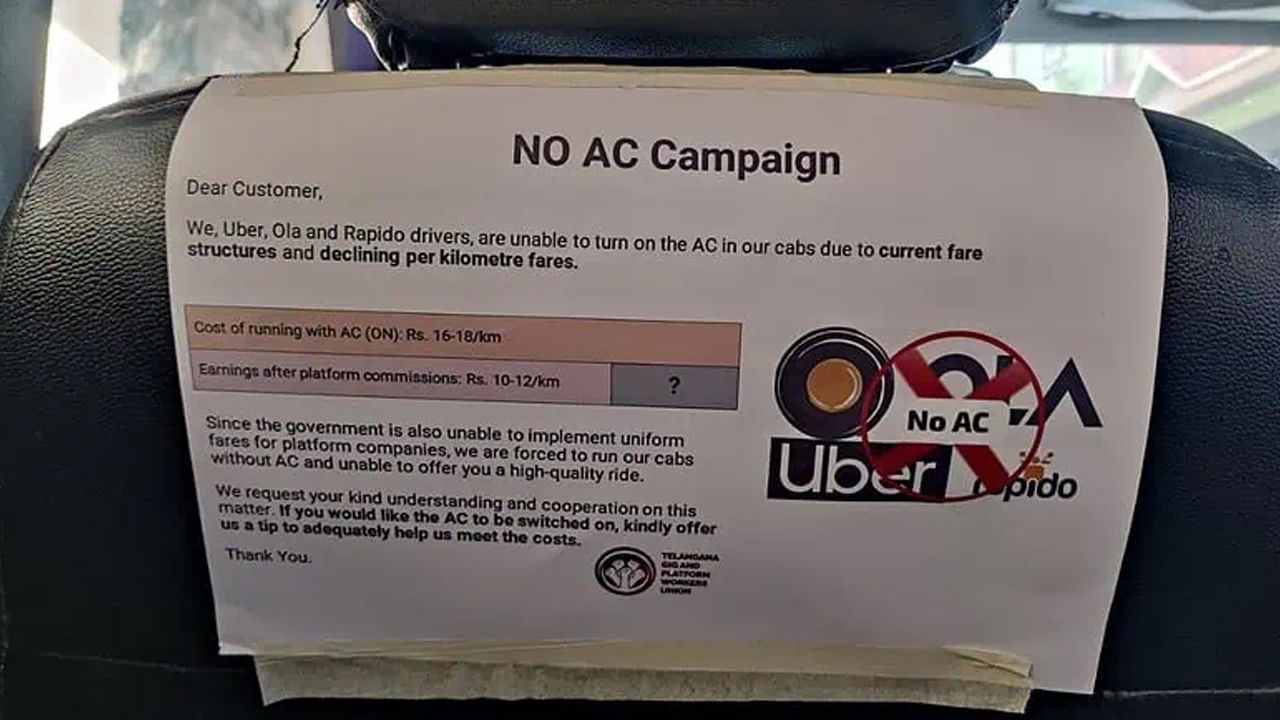 NO AC Campaign
Dear Customer,
We, Uber, Ola and Rapido drivers, are unable to turn on the AC in our cabs due to current fare
structures and declining per kilometre fares.
Cost of running with AC (ON): Rs. 16-18/km
Earnings after platform commissions: Rs. 10-12/km ?
Since the government is also unable to implement uniform
fares for platform companies, we are forced to run our cabs
without AC and unable to offer you a high-quality ride.
We request your kind understanding and cooperation on this
matter. If you would like the AC to be switched on, kindly offer
us a tip to adequately help us meet the costs.
Thank You.
TELANGANA
GIG AND
PLATFORM
WORKERS
UNION
OLA
No AC
Uber
rapido